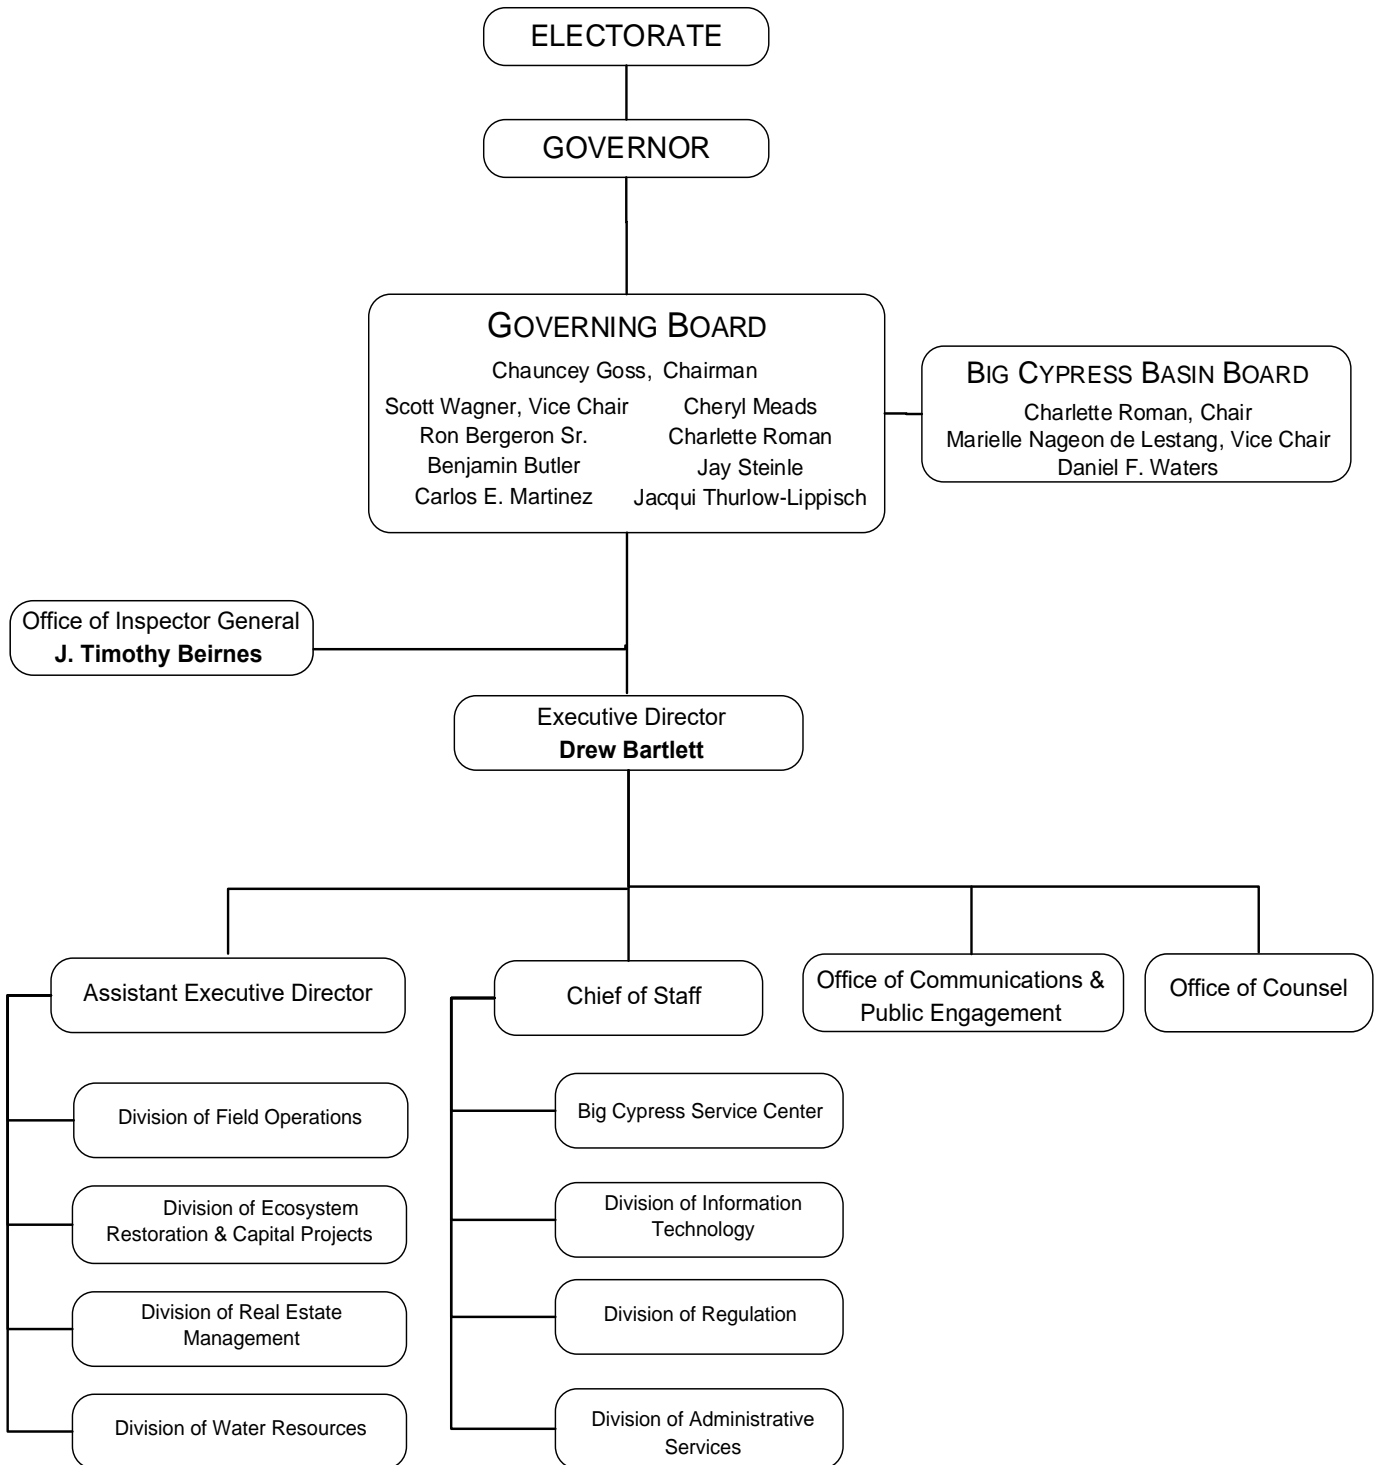 ELECTORATE
GOVERNOR
GOVERNING BOARD
Chauncey Goss, Chairman
Scott Wagner, Vice Chair
Ron Bergeron Sr.
Benjamin Butler
Carlos E. Martinez
Cheryl Meads
Charlette Roman
Jay Steinle
Jacqui Thurlow-Lippisch
BIG CYPRESS BASIN BOARD
Charlette Roman, Chair
Marielle Nageon de Lestang, Vice Chair
Daniel F. Waters
Office of Inspector General
J. Timothy Beirnes
Executive Director
Drew Bartlett
Assistant Executive Director
Division of Field Operations
Division of Ecosystem
Restoration & Capital Projects
Division of Real Estate
Management
Division of Water Resources
Chief of Staff
Big Cypress Service Center
Division of Information
Technology
Division of Regulation
Division of Administrative
Services
Office of Communications &
Public Engagement
Office of Counsel